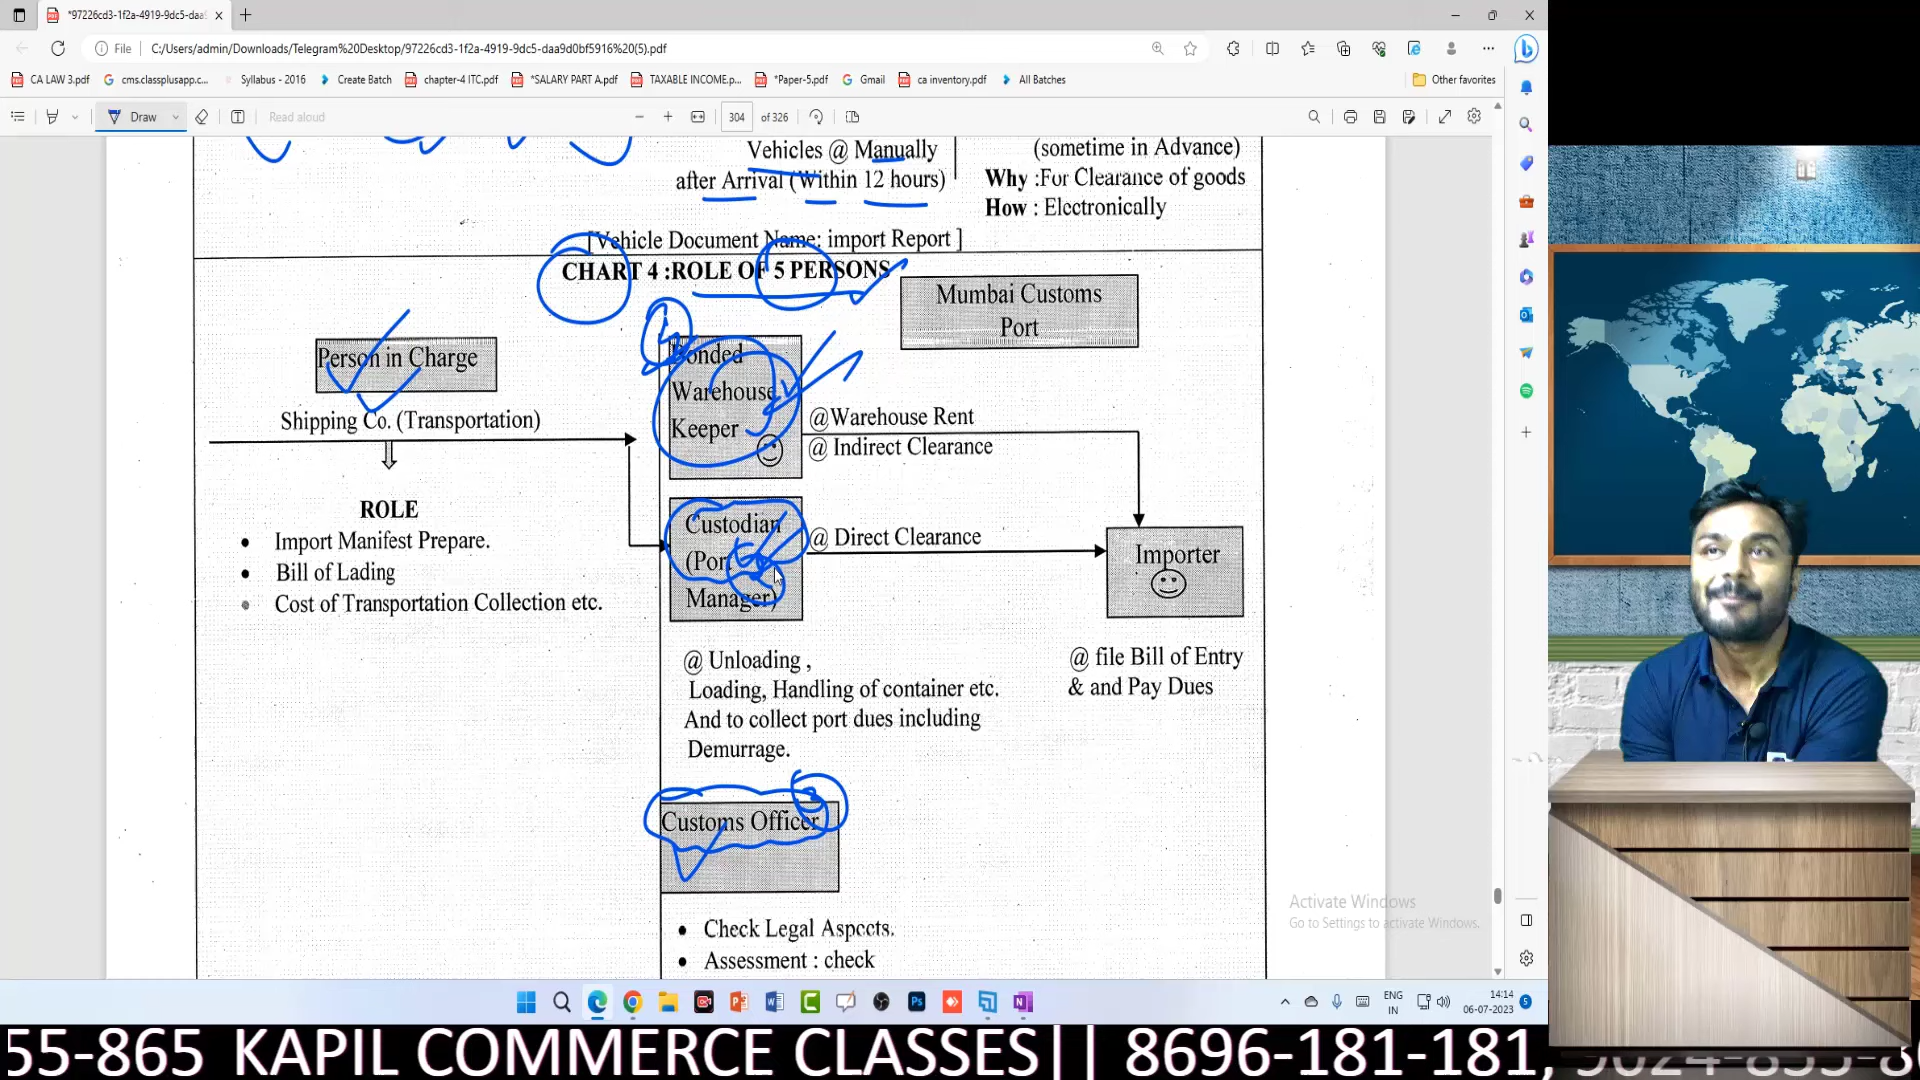 *97226cd3-1f2a-4919-9dc5-daa9
File
C:/Users/admin/Downloads/Telegram%20Desktop/97226cd3-1f2a-4919-9dc5-daa9d0bf5916%20(5).pdf
CA LAW 3.pdf
cms.classplusapp.c...
Syllabus - 2016
Create Batch
chapter-4 ITC.pdf
*SALARY PART A.pdf
TAXABLE INCOME.p...
*Paper-5.pdf
Gmail
ca inventory.pdf
All Batches
Other favorites
Draw
Read aloud
304 of 326
Vehicles @ Manually
after Arrival (Within 12 hours)
(sometime in Advance)
Why :For Clearance of goods
How : Electronically
[Vehicle Document Name: import Report ]
CHART 4 :ROLE OF 5 PERSONS
Mumbai Customs
Port
Person in Charge
Shipping Co. (Transportation)
ROLE
• Import Manifest Prepare.
• Bill of Lading
• Cost of Transportation Collection etc.
Bonded
Warehouse
Keeper
@Warehouse Rent
@ Indirect Clearance
Custodian
(Port
Manager)
@ Direct Clearance
Importer
@ Unloading ,
Loading, Handling of container etc.
And to collect port dues including
Demurrage.
@ file Bill of Entry
& and Pay Dues
Customs Officer
• Check Legal Aspects.
• Assessment : check
Activate Windows
Go to Settings to activate Windows.
ENG
IN
14:14
06-07-2023
5
55-865 KAPIL COMMERCE CLASSES|| 8696-181-181,